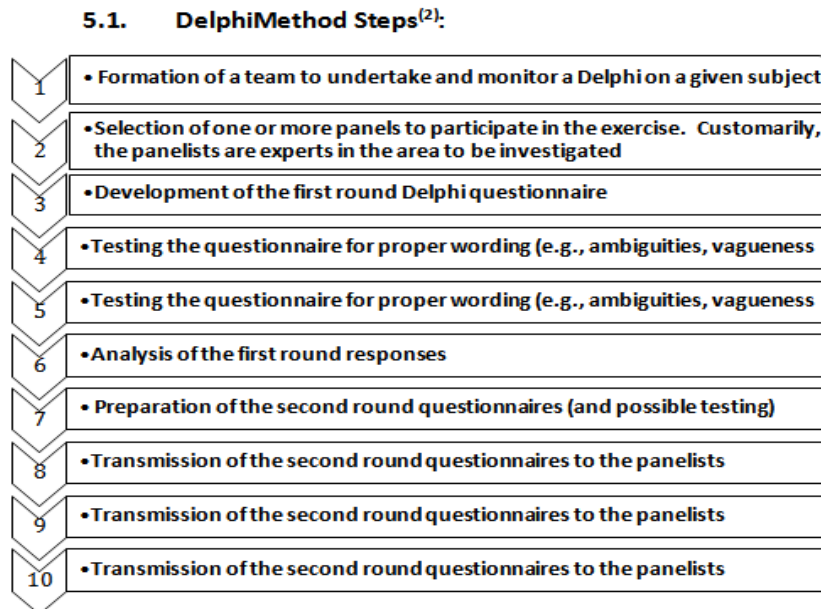 5.1. DelphiMethod Steps(2):
1 • Formation of a team to undertake and monitor a Delphi on a given subject
2 •Selection of one or more panels to participate in the exercise. Customarily,
the panelists are experts in the area to be investigated
3 •Development of the first round Delphi questionnaire
4 •Testing the questionnaire for proper wording (e.g., ambiguities, vagueness
5 •Testing the questionnaire for proper wording (e.g., ambiguities, vagueness
6 •Analysis of the first round responses
7 • Preparation of the second round questionnaires (and possible testing)
8 •Transmission of the second round questionnaires to the panelists
9 •Transmission of the second round questionnaires to the panelists
10 •Transmission of the second round questionnaires to the panelists